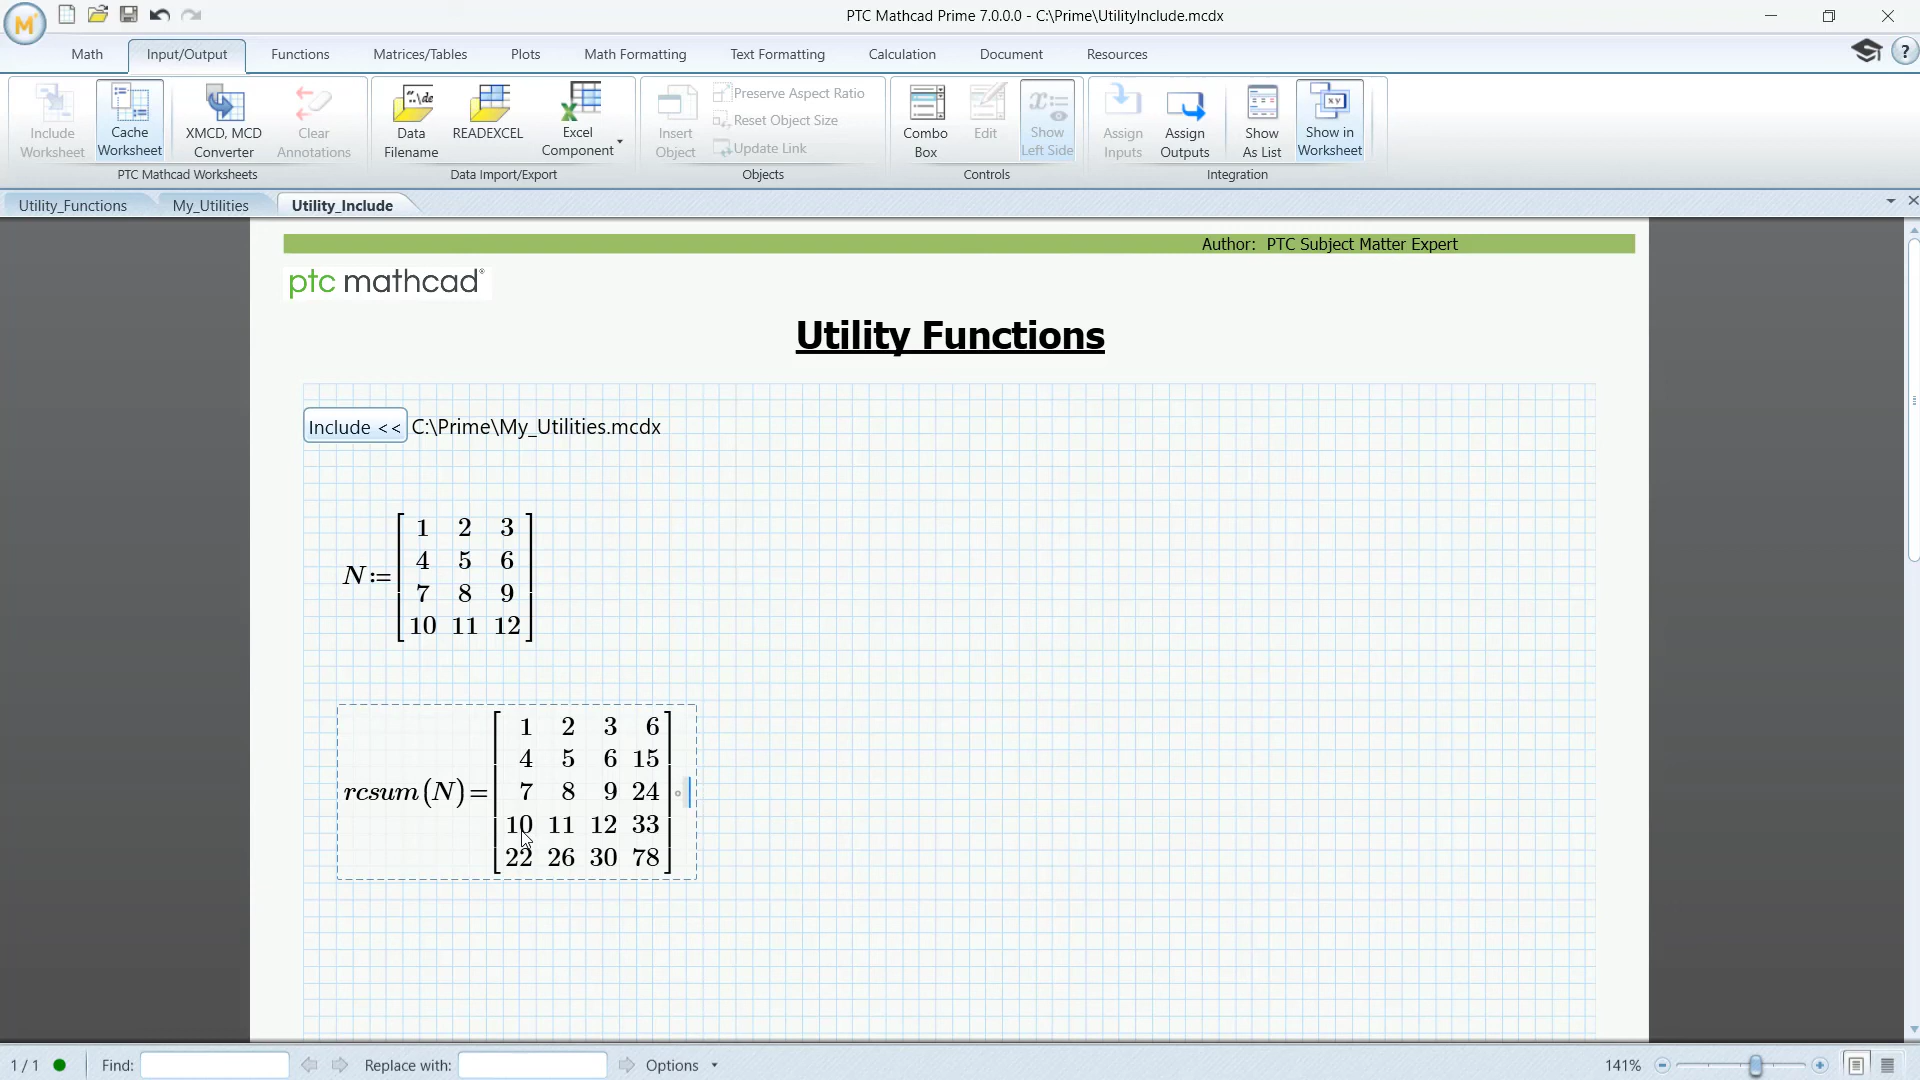 PTC Mathcad Prime 7.0.0.0 - C:\Prime\UtilityInclude.mcdx
Math Input/Output Functions Matrices/Tables Plots Math Formatting Text Formatting Calculation Document Resources
Include Worksheet
Cache Worksheet
XMCD, MCD Converter
Clear Annotations
PTC Mathcad Worksheets
Data Filename
READEXCEL
Excel Component
Data Import/Export
Insert Object
Preserve Aspect Ratio
Reset Object Size
Update Link
Objects
Combo Box
Edit
Show Left Side
Controls
Assign Inputs
Assign Outputs
Show As List
Show in Worksheet
Integration
Utility_Functions My_Utilities Utility_Include
Author: PTC Subject Matter Expert
ptc mathcad®
Utility Functions
Include << C:\Prime\My_Utilities.mcdx
1 2 3
4 5 6
N:=
7 8 9
10 11 12
1 2 3 6
4 5 6 15
rcsum(N)= 7 8 9 24
10 11 12 33
22 26 30 78
1 / 1 Find: Replace with: Options 141%